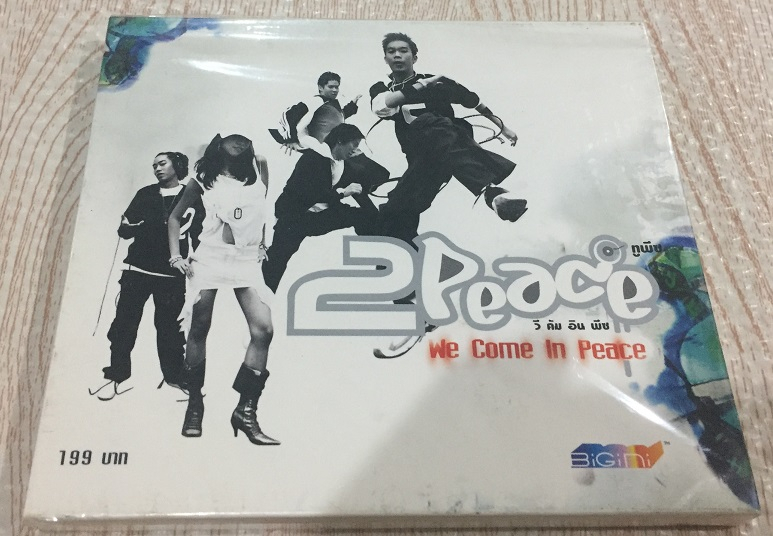 ทูพีซ
2Peace
วี คัม อิน พีซ
We Come In Peace
199 บาท
BiGiNi™